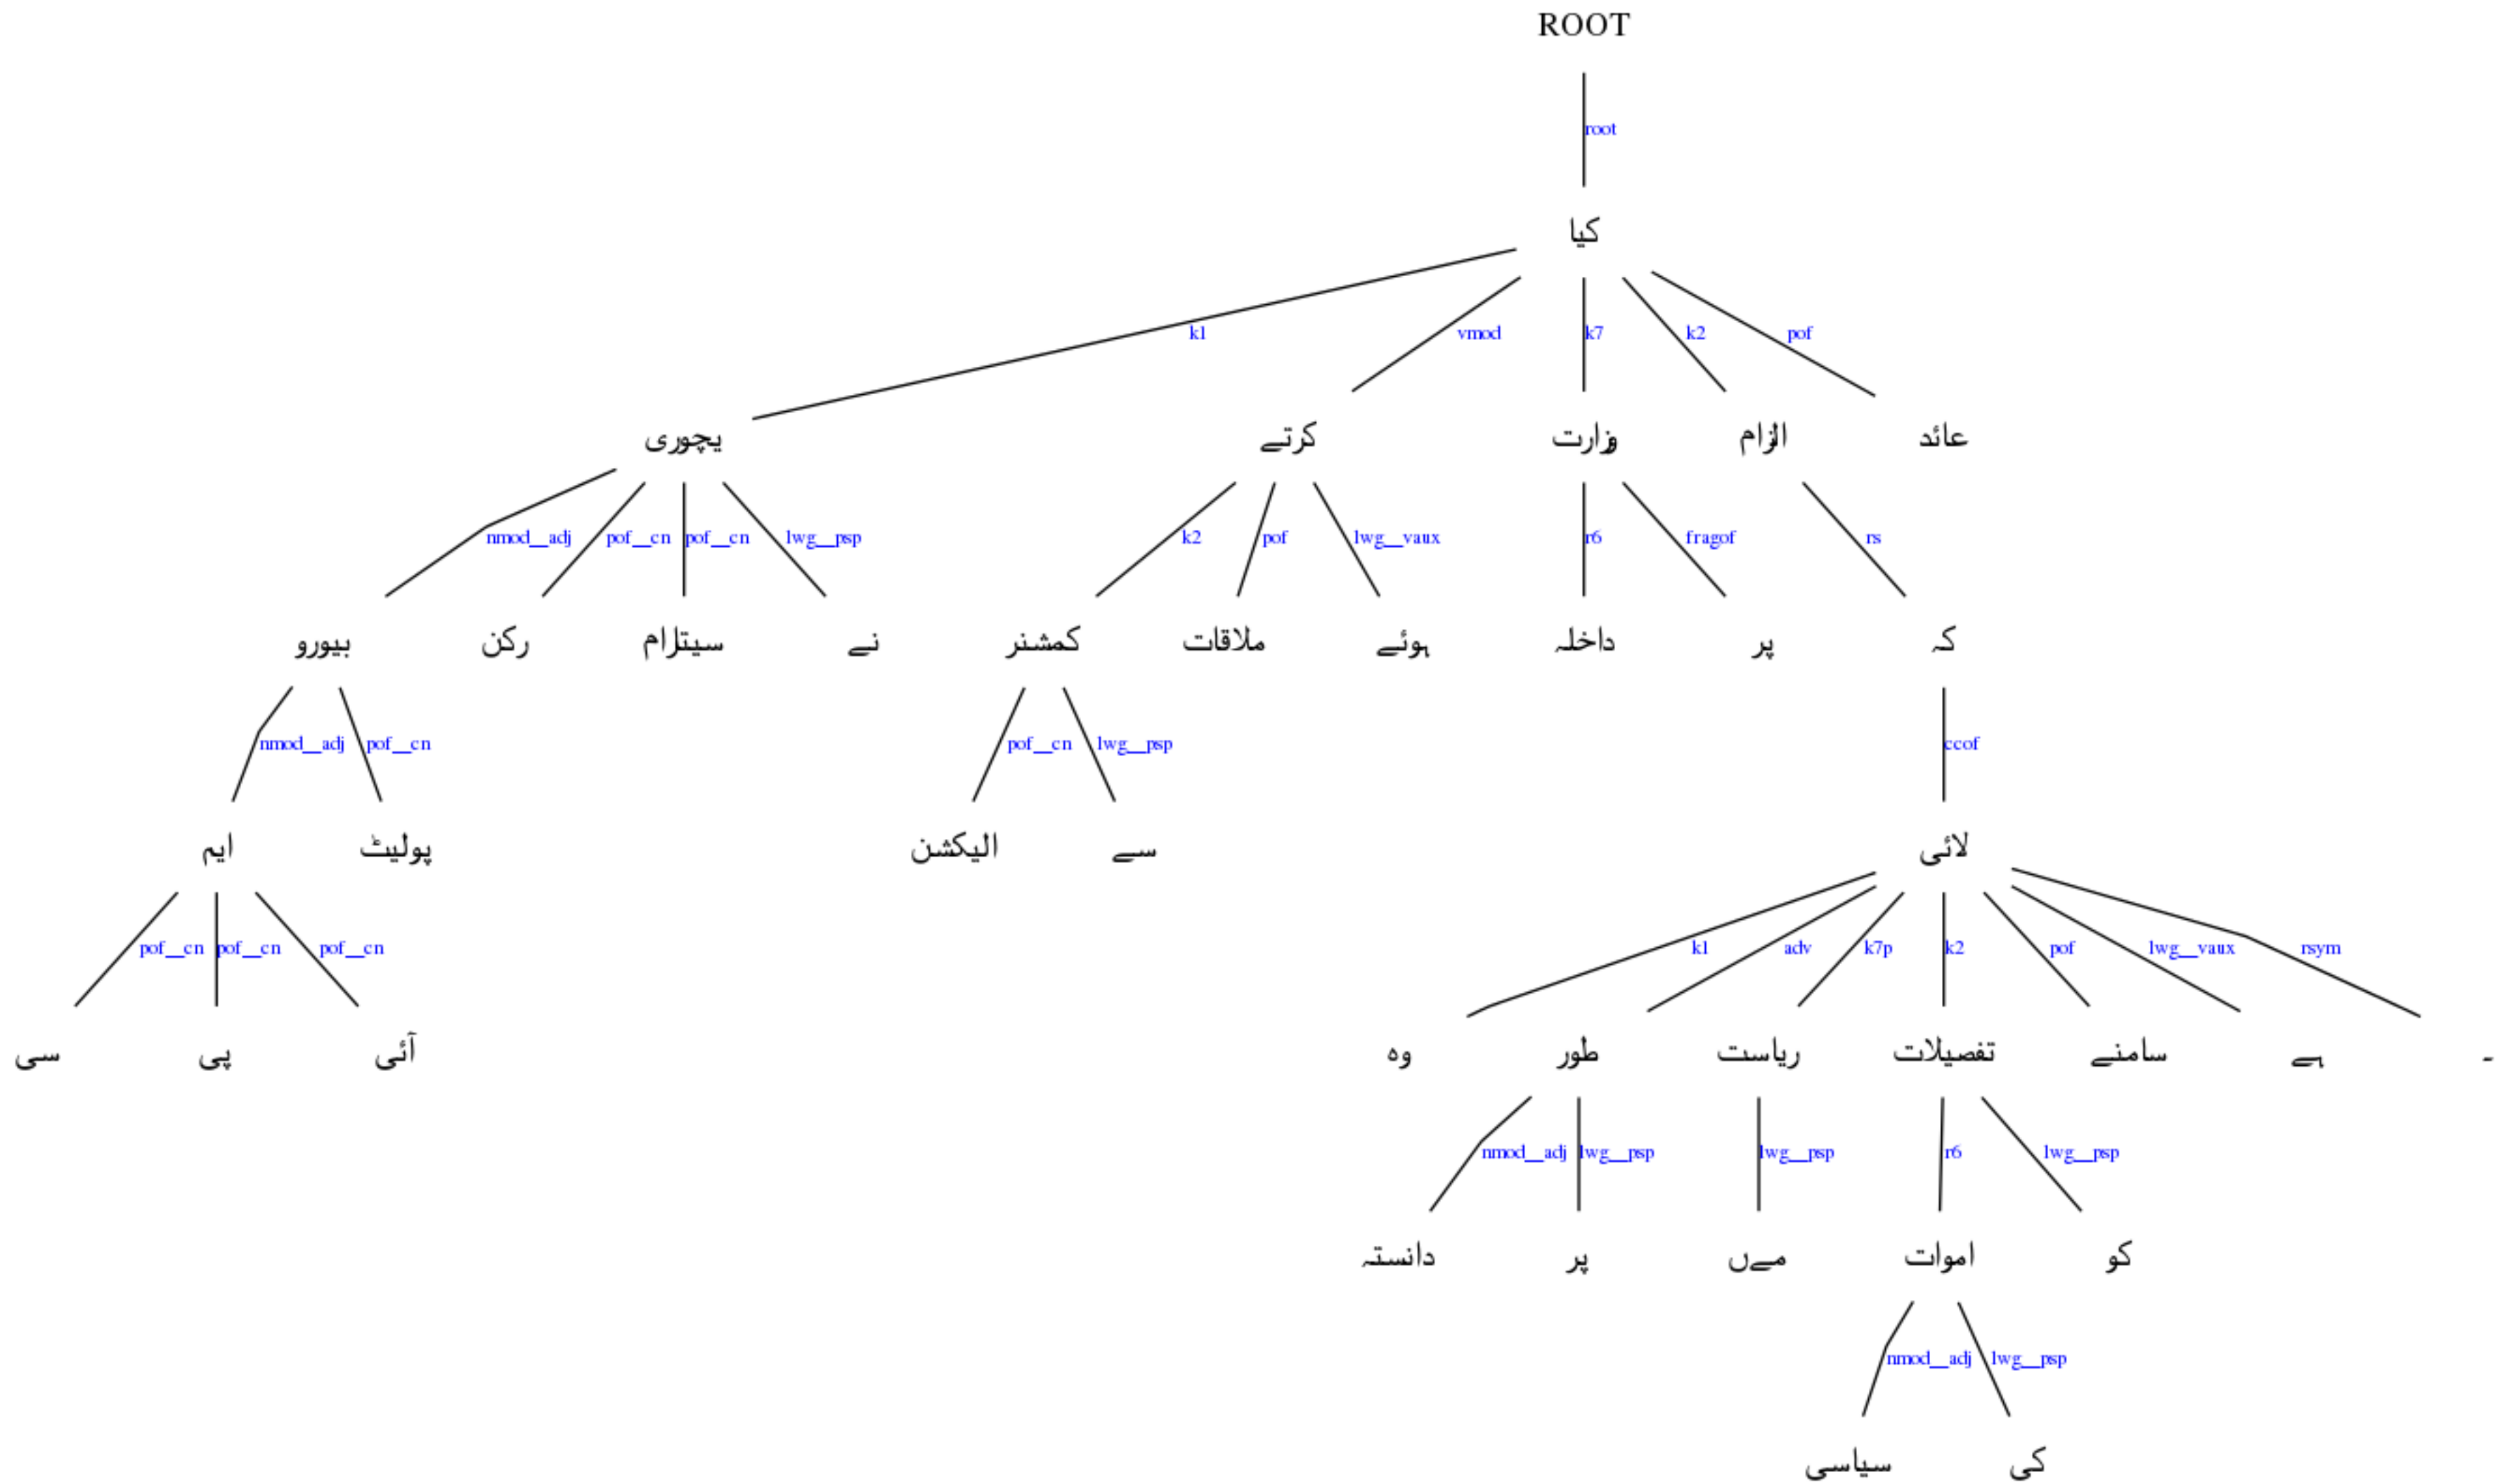 ROOT
root
کیا
k1 vmod k7 k2 pof
یچوری کرتے وزارت الزام عائد
nmod__adj pof__cn pof__cn lwg__psp k2 pof lwg__vaux r6 fragof rs
بیورو رکن سیتلرام نے کمشنر ملاقات ہوئے داخلہ پر کہ
nmod__adj pof__cn pof__cn lwg__psp ccof
ایم پولیٹ الیکشن سے لائی
pof__cn pof__cn pof__cn k1 adv k7p k2 pof lwg__vaux rsym
سی پی آئی وہ طور ریاست تفصیلات سامنے ہے ۔
nmod__adj lwg__psp lwg__psp r6 lwg__psp
دانستہ پر مےں اموات کو
nmod__adj lwg__psp
سیاسی کی